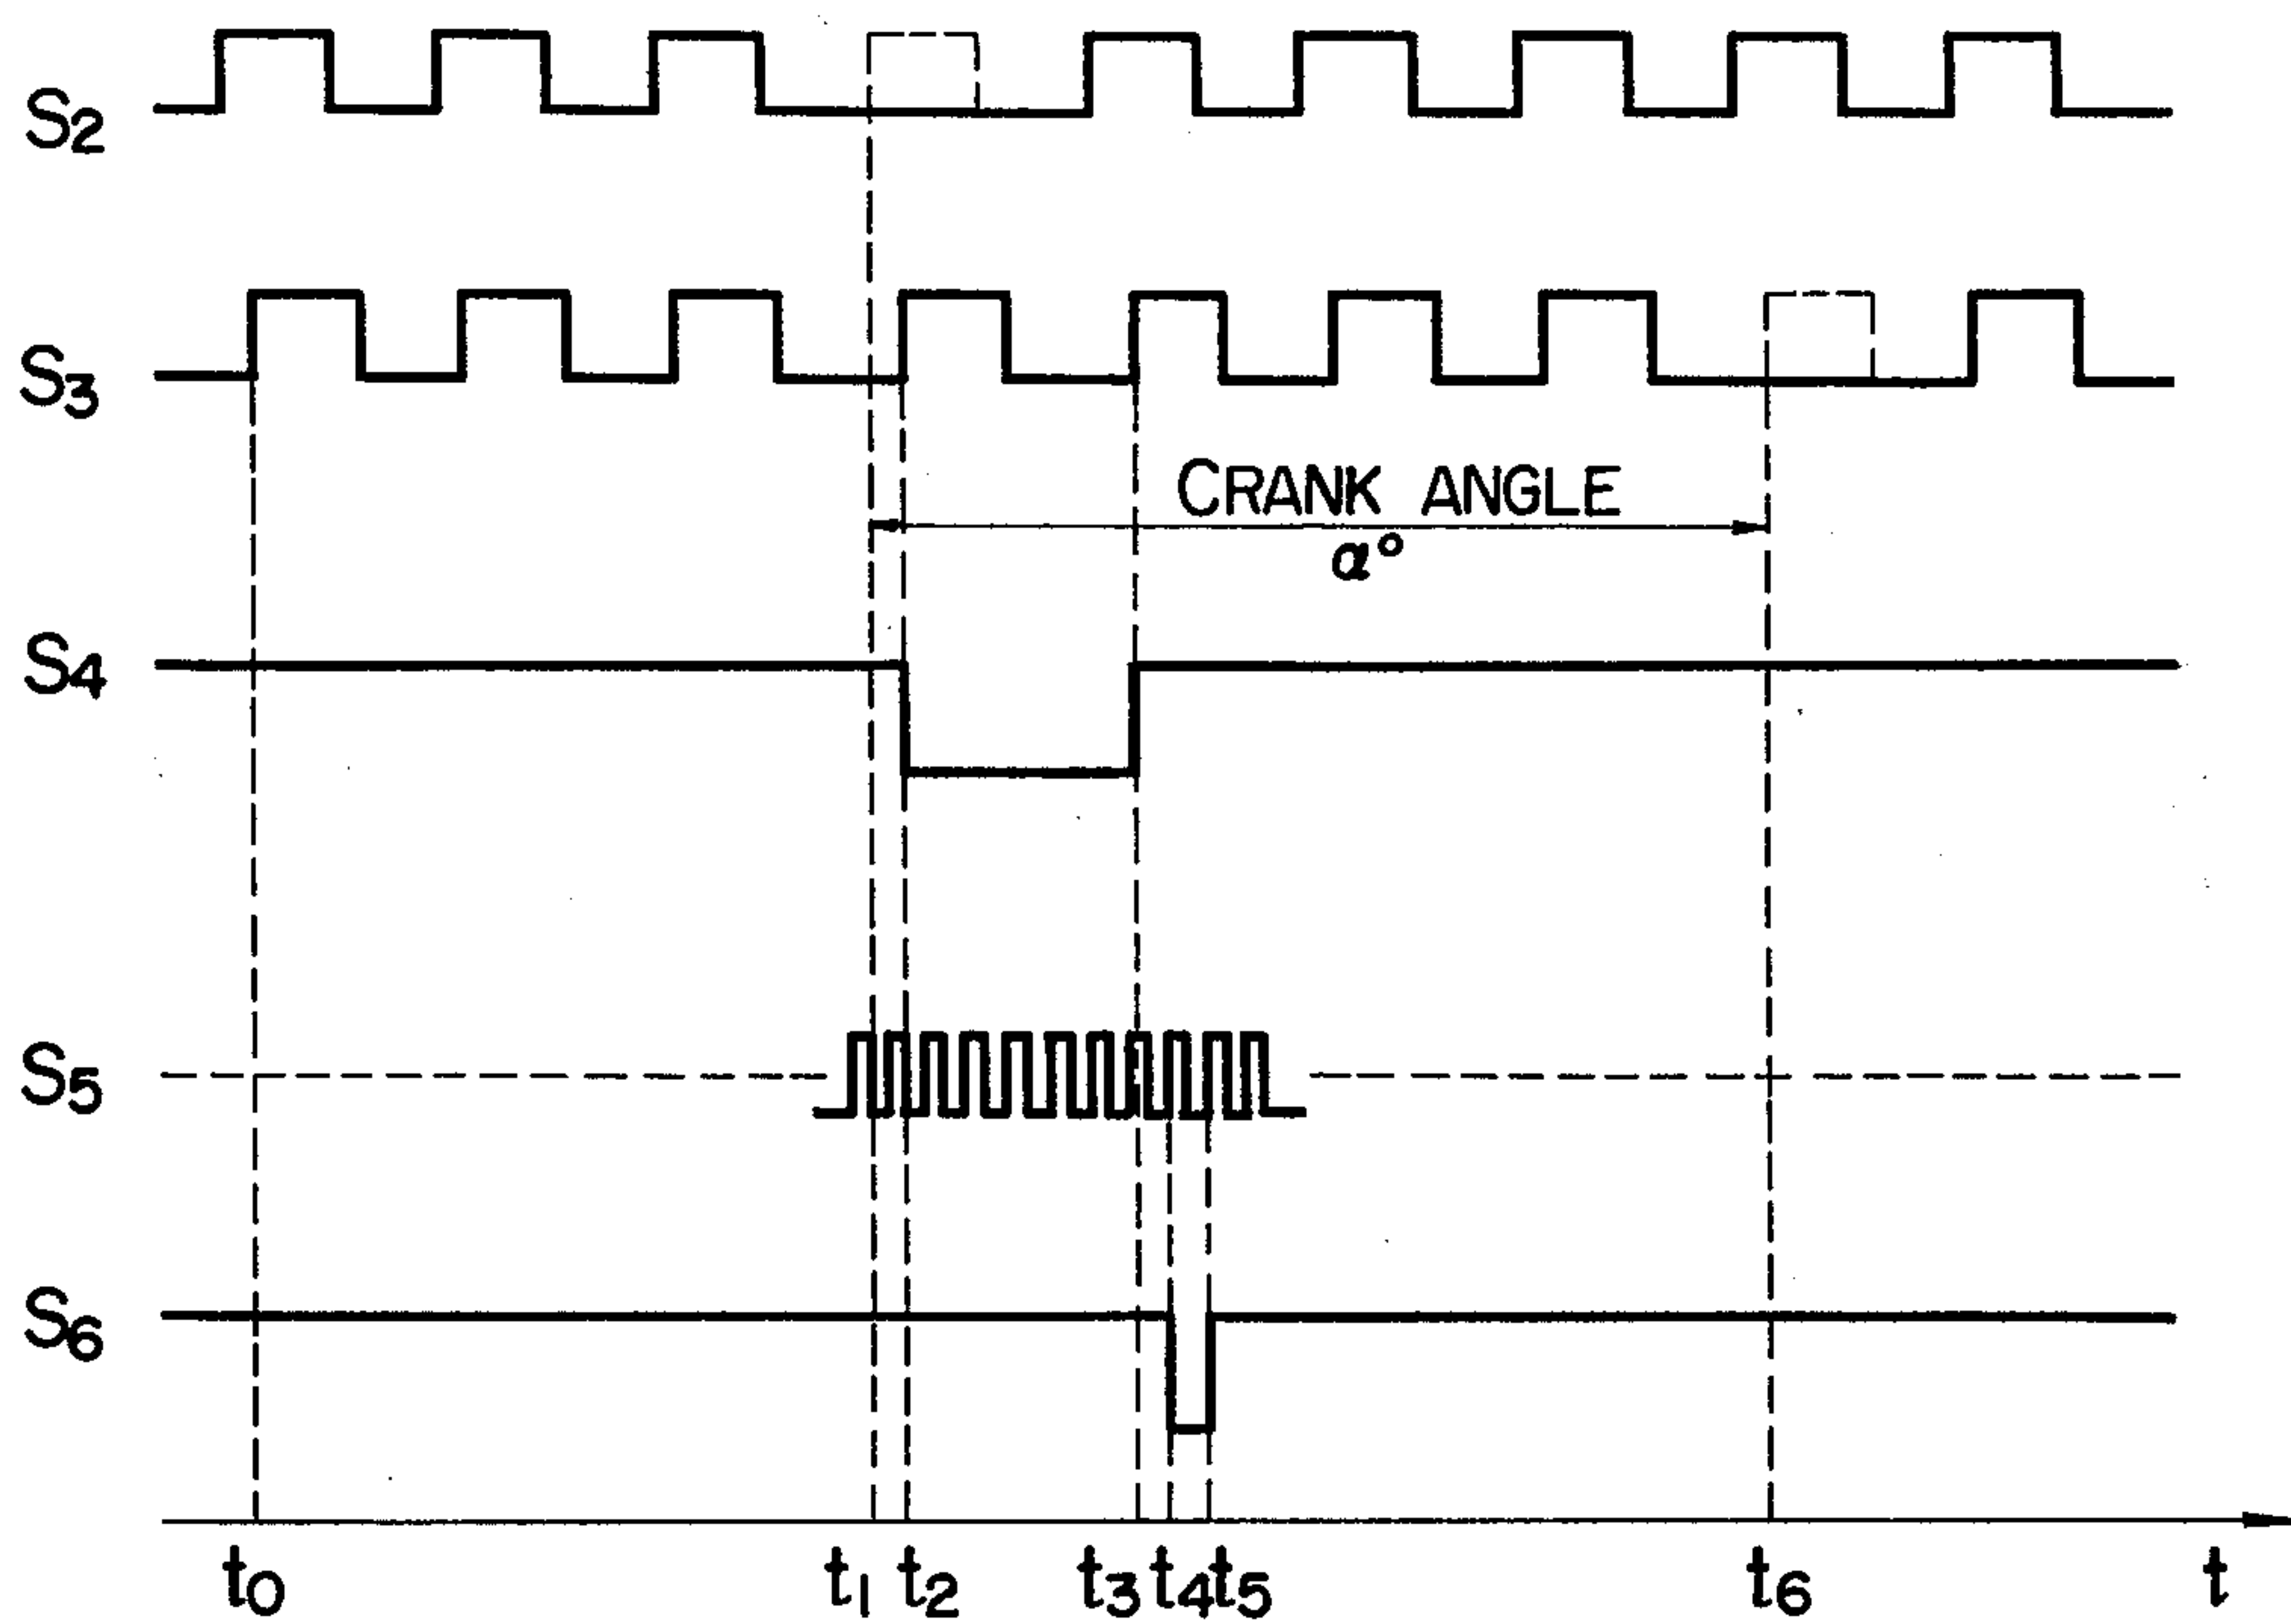 S2
S3
CRANK ANGLE
α°
S4
S5
S6
t0 t1 t2 t3 t4 t5 t6 t